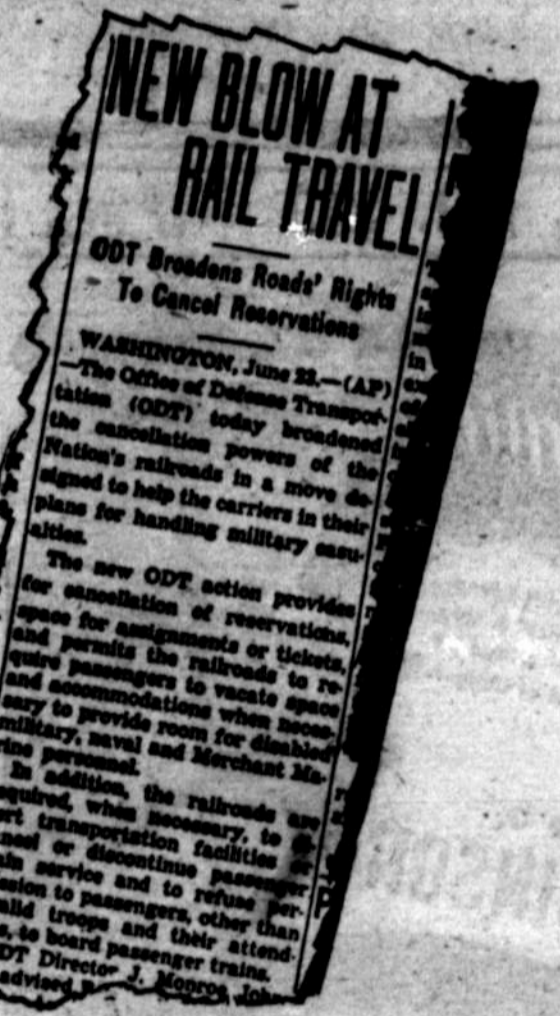 NEW BLOW AT
RAIL TRAVEL
ODT Broadens Roads' Rights
To Cancel Reservations
WASHINGTON, June 22.—(AP)
—The Office of Defense Transpor-
tation (ODT) today broadened
the cancellation powers of the
Nation's railroads in a move de-
signed to help the carriers in their
plans for handling military casu-
alties.
The new ODT action provides
for cancellation of reservations,
space for assignments or tickets,
and permits the railroads to re-
quire passengers to vacate space
and accommodations when neces-
sary to provide room for disabled
military, naval and Merchant Ma-
rine personnel.
In addition, the railroads are
required, when necessary, to
transportation facilities or
or discontinue passenger
service and to refuse per-
ssion to passengers, other than
alid troops and their attend-
s, to board passenger trains.
DT Director J. Monroe John
advised